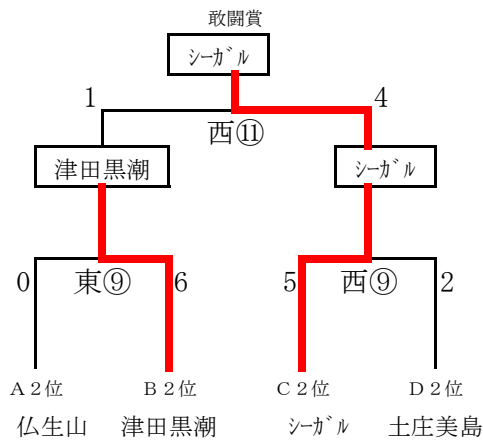 敢闘賞
ｼｰｶﾞﾙ
1 4
西⑪
津田黒潮 ｼｰｶﾞﾙ
0 東⑨ 6 5 西⑨ 2
Ａ２位 Ｂ２位 Ｃ２位 Ｄ２位
仏生山 津田黒潮 ｼｰｶﾞﾙ 土庄美島